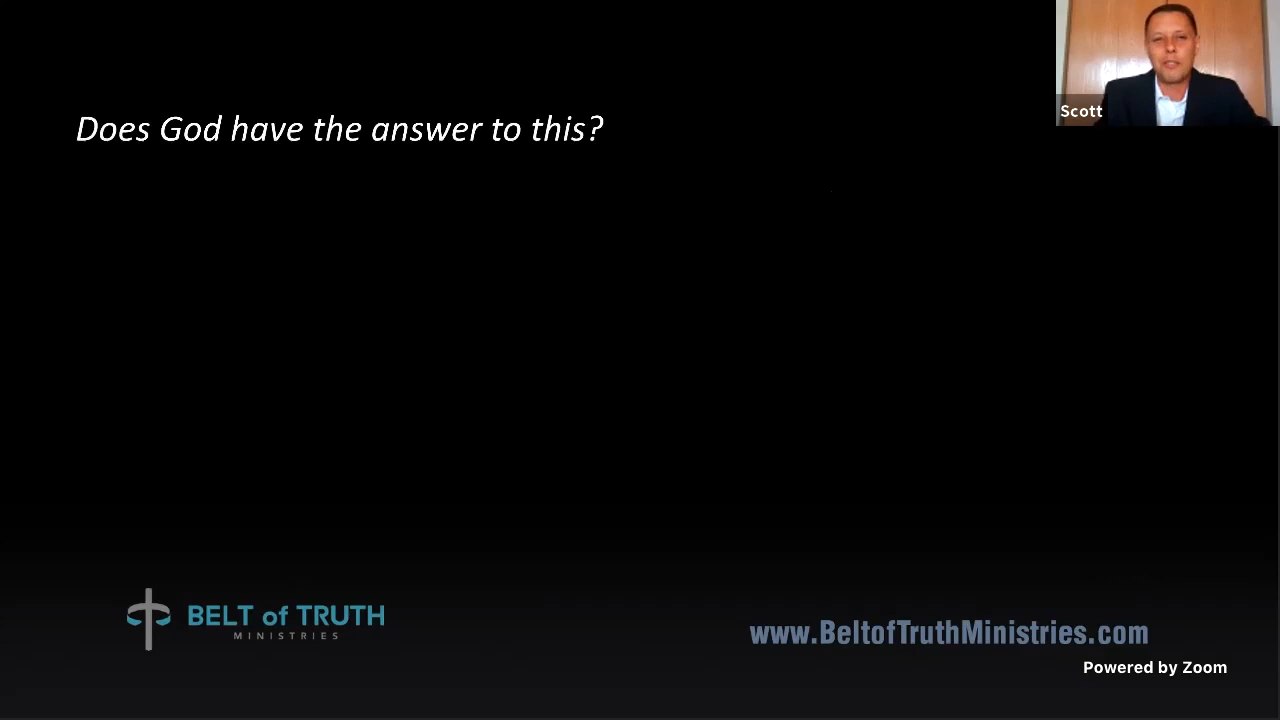 Scott
Does God have the answer to this?
BELT of TRUTH
MINISTRIES
www.BeltofTruthMinistries.com
Powered by Zoom